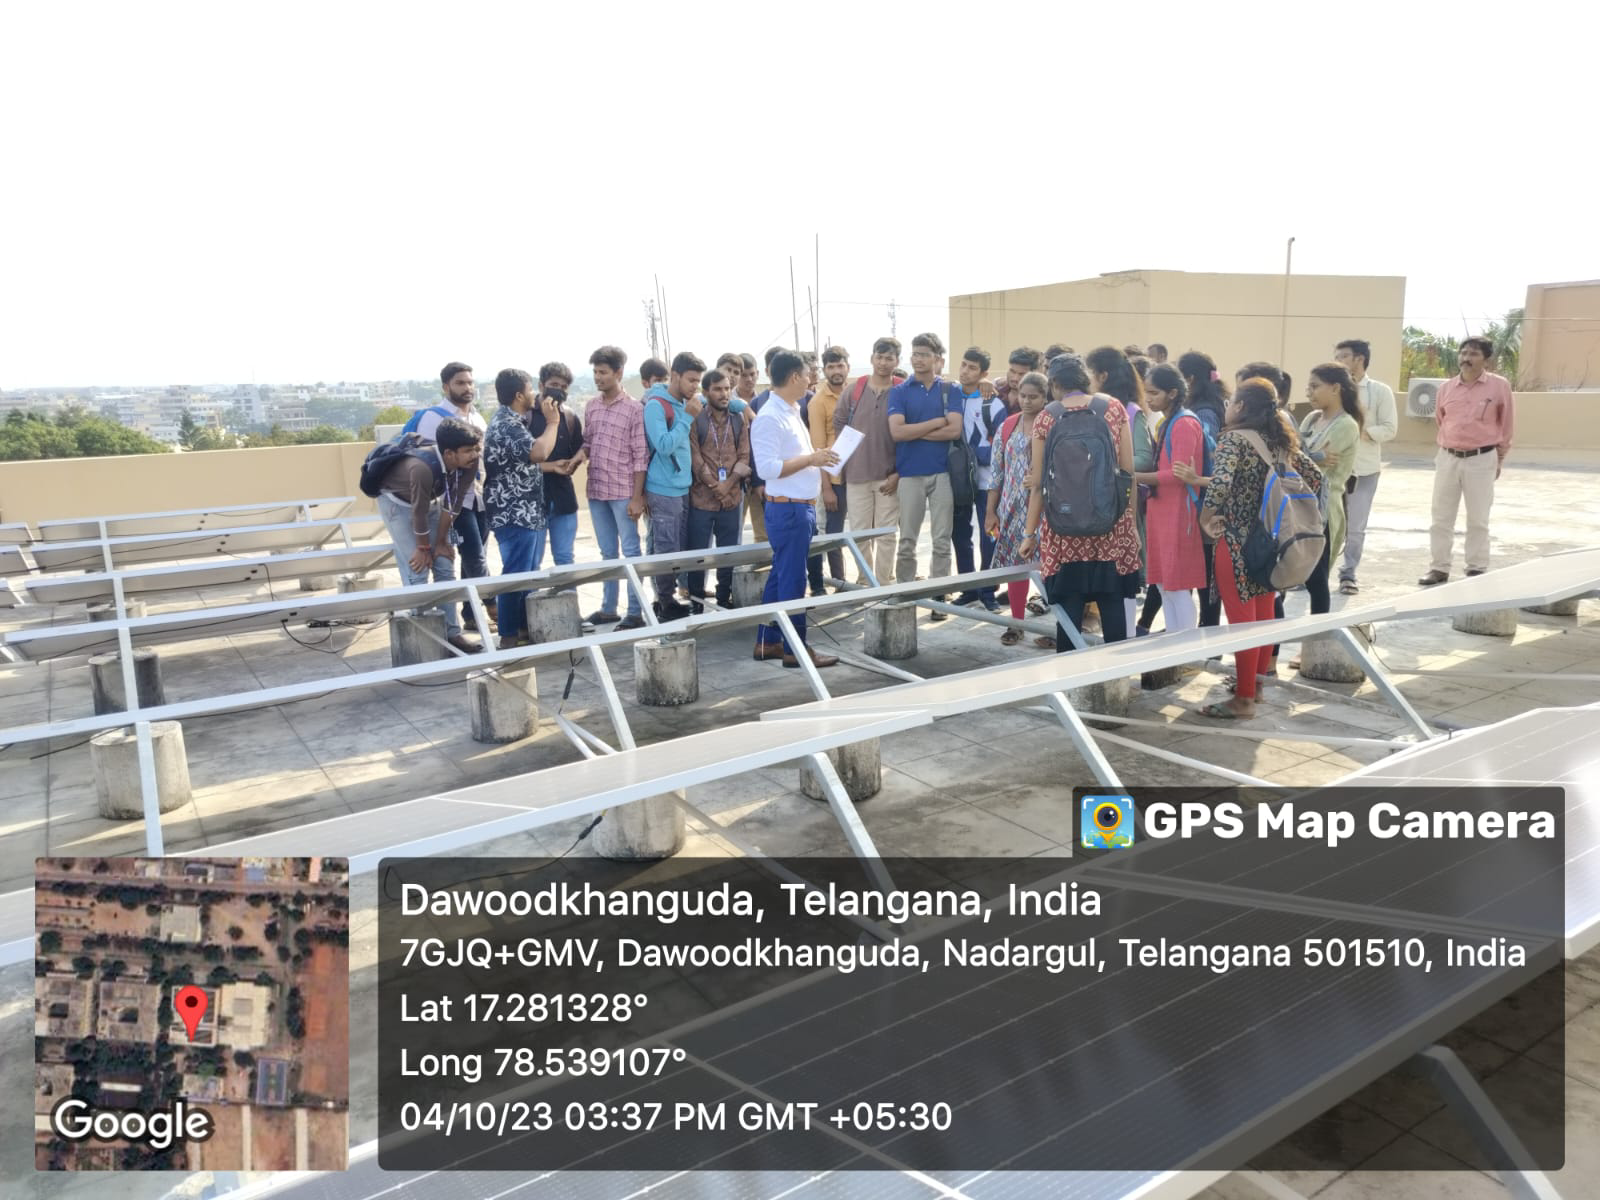 GPS Map Camera
Dawoodkhanguda, Telangana, India
7GJQ+GMV, Dawoodkhanguda, Nadargul, Telangana 501510, India
Lat 17.281328°
Long 78.539107°
04/10/23 03:37 PM GMT +05:30
Google